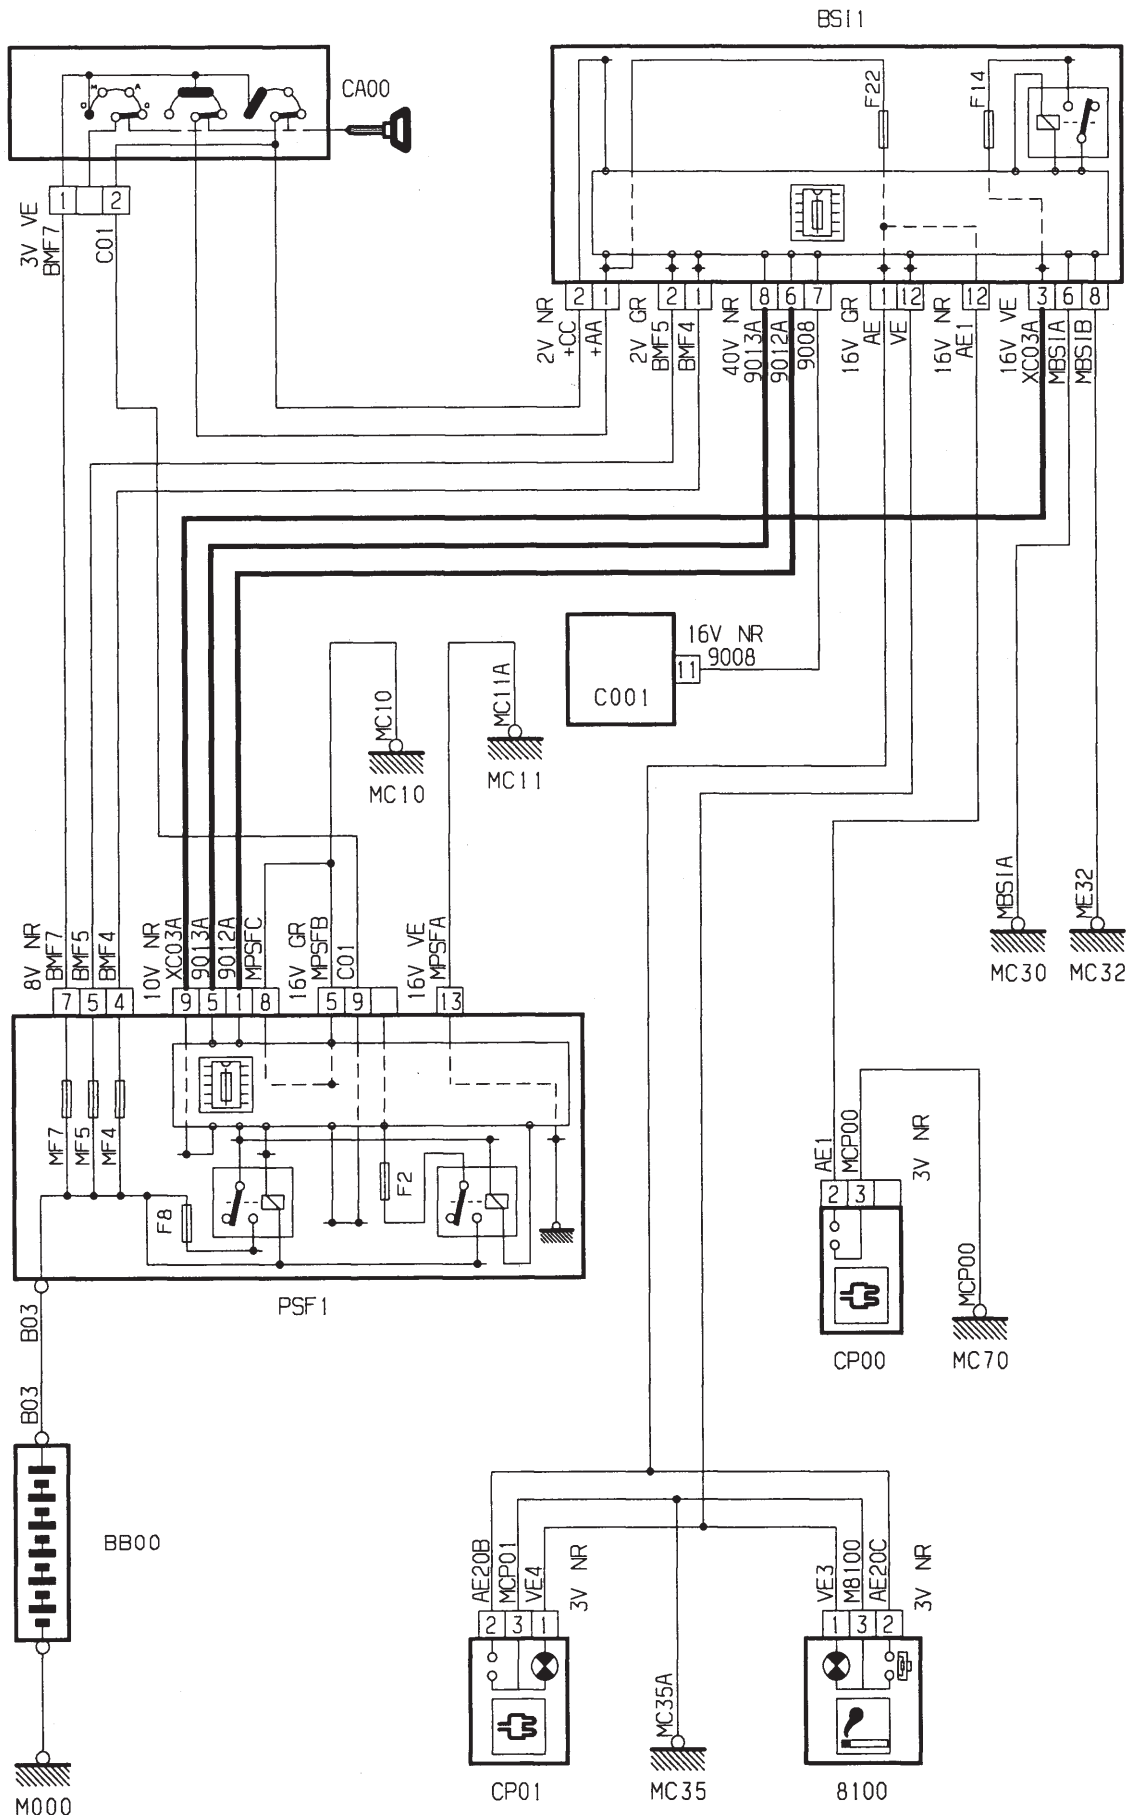 BSI1
CA00
M
A
O
O
F22
F14
1
2
3V VE
BMF7
C01
2
1
2
1
8
6
7
1
12
12
3
6
8
2V NR
+CC
+AA
2V GR
BMF5
BMF4
40V NR
9013A
9012A
9008
16V GR
AE
VE
16V NR
AE1
16V VE
XC03A
MBSIA
MBSIB
C001
11
16V NR
9008
MC10
MC10
MC11A
MC11
MBSIA
MC30
ME32
MC32
8V NR
BMF7
BMF5
BMF4
10V NR
XC03A
9013A
9012A
MPSFC
16V GR
MPSFB
C01
16V VE
MPSFA
7
5
4
9
5
1
8
5
9
13
MF7
MF5
MF4
F8
F2
PSF1
AE1
MCP00
3V NR
2
3
CP00
MCP00
MC70
B03
B03
BB00
M000
AE20B
MCP01
VE4
3V NR
2
3
1
CP01
MC35A
MC35
VE3
M8100
AE20C
3V NR
1
3
2
8100